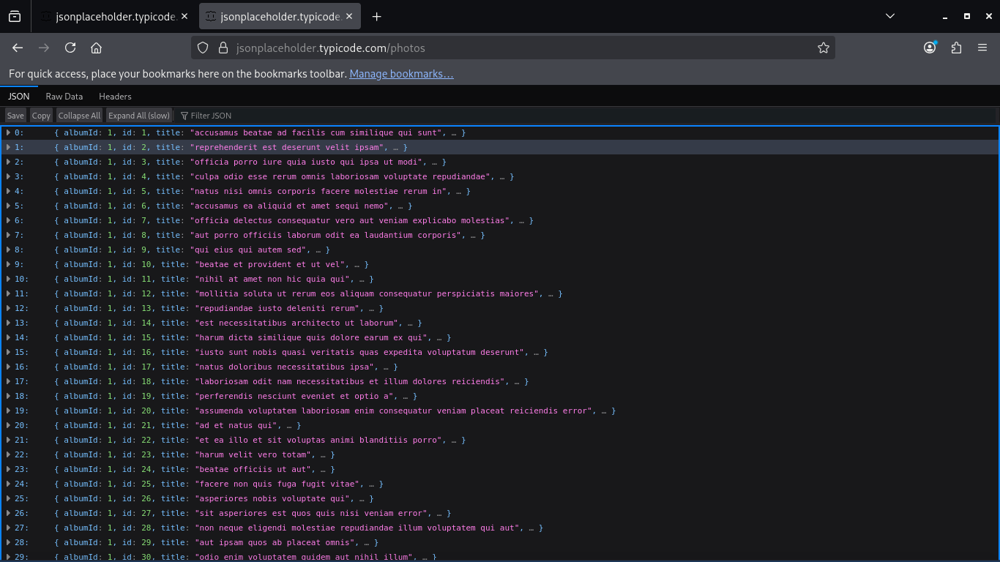 jsonplaceholder.typicode. jsonplaceholder.typicode.
jsonplaceholder.typicode.com/photos
For quick access, place your bookmarks here on the bookmarks toolbar. Manage bookmarks…
JSON Raw Data Headers
Save Copy Collapse All Expand All (slow) Filter JSON
0: { albumId: 1, id: 1, title: "accusamus beatae ad facilis cum similique qui sunt", … }
1: { albumId: 1, id: 2, title: "reprehenderit est deserunt velit ipsam", … }
2: { albumId: 1, id: 3, title: "officia porro iure quia iusto qui ipsa ut modi", … }
3: { albumId: 1, id: 4, title: "culpa odio esse rerum omnis laboriosam voluptate repudiandae", … }
4: { albumId: 1, id: 5, title: "natus nisi omnis corporis facere molestiae rerum in", … }
5: { albumId: 1, id: 6, title: "accusamus ea aliquid et amet sequi nemo", … }
6: { albumId: 1, id: 7, title: "officia delectus consequatur vero aut veniam explicabo molestias", … }
7: { albumId: 1, id: 8, title: "aut porro officiis laborum odit ea laudantium corporis", … }
8: { albumId: 1, id: 9, title: "qui eius qui autem sed", … }
9: { albumId: 1, id: 10, title: "beatae et provident et ut vel", … }
10: { albumId: 1, id: 11, title: "nihil at amet non hic quia qui", … }
11: { albumId: 1, id: 12, title: "mollitia soluta ut rerum eos aliquam consequatur perspiciatis maiores", … }
12: { albumId: 1, id: 13, title: "repudiandae iusto deleniti rerum", … }
13: { albumId: 1, id: 14, title: "est necessitatibus architecto ut laborum", … }
14: { albumId: 1, id: 15, title: "harum dicta similique quis dolore earum ex qui", … }
15: { albumId: 1, id: 16, title: "iusto sunt nobis quasi veritatis quas expedita voluptatum deserunt", … }
16: { albumId: 1, id: 17, title: "natus doloribus necessitatibus ipsa", … }
17: { albumId: 1, id: 18, title: "laboriosam odit nam necessitatibus et illum dolores reiciendis", … }
18: { albumId: 1, id: 19, title: "perferendis nesciunt eveniet et optio a", … }
19: { albumId: 1, id: 20, title: "assumenda voluptatem laboriosam enim consequatur veniam placeat reiciendis error", … }
20: { albumId: 1, id: 21, title: "ad et natus qui", … }
21: { albumId: 1, id: 22, title: "et ea illo et sit voluptas animi blanditiis porro", … }
22: { albumId: 1, id: 23, title: "harum velit vero totam", … }
23: { albumId: 1, id: 24, title: "beatae officiis ut aut", … }
24: { albumId: 1, id: 25, title: "facere non quis fuga fugit vitae", … }
25: { albumId: 1, id: 26, title: "asperiores nobis voluptate qui", … }
26: { albumId: 1, id: 27, title: "sit asperiores est quos quis nisi veniam error", … }
27: { albumId: 1, id: 28, title: "non neque eligendi molestiae repudiandae illum voluptatem qui aut", … }
28: { albumId: 1, id: 29, title: "aut ipsam quos ab placeat omnis", … }
29: { albumId: 1, id: 30, title: "odio enim voluptatem quidem aut nihil illum", … }